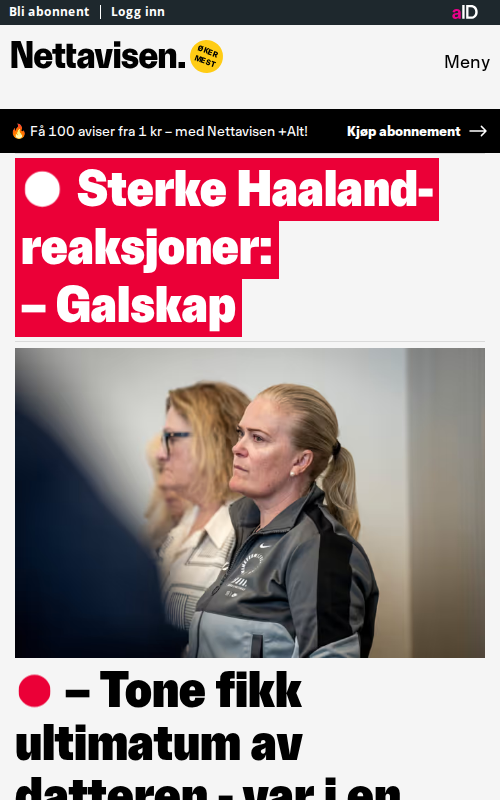 Bli abonnent
Logg inn
aID
Nettavisen.
ØKER
MEST
Meny
🔥 Få 100 aviser fra 1 kr – med Nettavisen +Alt!
Kjøp abonnement →
Sterke Haaland-
reaksjoner:
– Galskap
– Tone fikk
ultimatum av
datteren - var i en